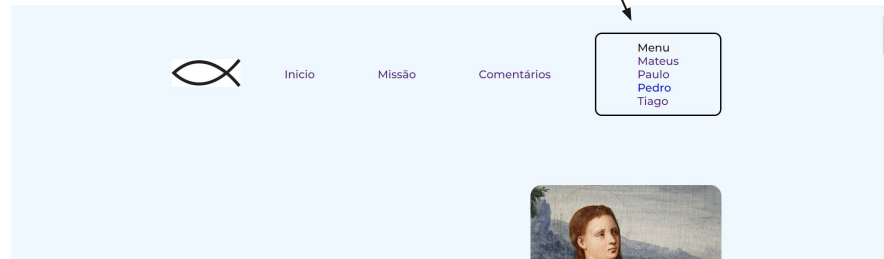 Inicio
Missão
Comentários
Menu
Mateus
Paulo
Pedro
Tiago